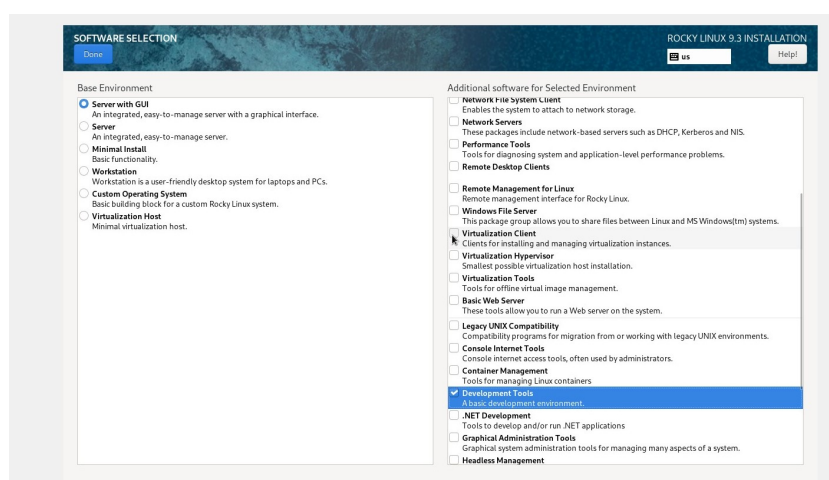 SOFTWARE SELECTION
Done
ROCKY LINUX 9.3 INSTALLATION
us
Help!
Base Environment
Server with GUI
An integrated, easy-to-manage server with a graphical interface.
Server
An integrated, easy-to-manage server.
Minimal Install
Basic functionality.
Workstation
Workstation is a user-friendly desktop system for laptops and PCs.
Custom Operating System
Basic building block for a custom Rocky Linux system.
Virtualization Host
Minimal virtualization host.
Additional software for Selected Environment
Network File System Client
Enables the system to attach to network storage.
Network Servers
These packages include network-based servers such as DHCP, Kerberos and NIS.
Performance Tools
Tools for diagnosing system and application-level performance problems.
Remote Desktop Clients
Remote Management for Linux
Remote management interface for Rocky Linux.
Windows File Server
This package group allows you to share files between Linux and MS Windows(tm) systems.
Virtualization Client
Clients for installing and managing virtualization instances.
Virtualization Hypervisor
Smallest possible virtualization host installation.
Virtualization Tools
Tools for offline virtual image management.
Basic Web Server
These tools allow you to run a Web server on the system.
Legacy UNIX Compatibility
Compatibility programs for migration from or working with legacy UNIX environments.
Console Internet Tools
Console internet access tools, often used by administrators.
Container Management
Tools for managing Linux containers
Development Tools
A basic development environment.
.NET Development
Tools to develop and/or run .NET applications
Graphical Administration Tools
Graphical system administration tools for managing many aspects of a system.
Headless Management